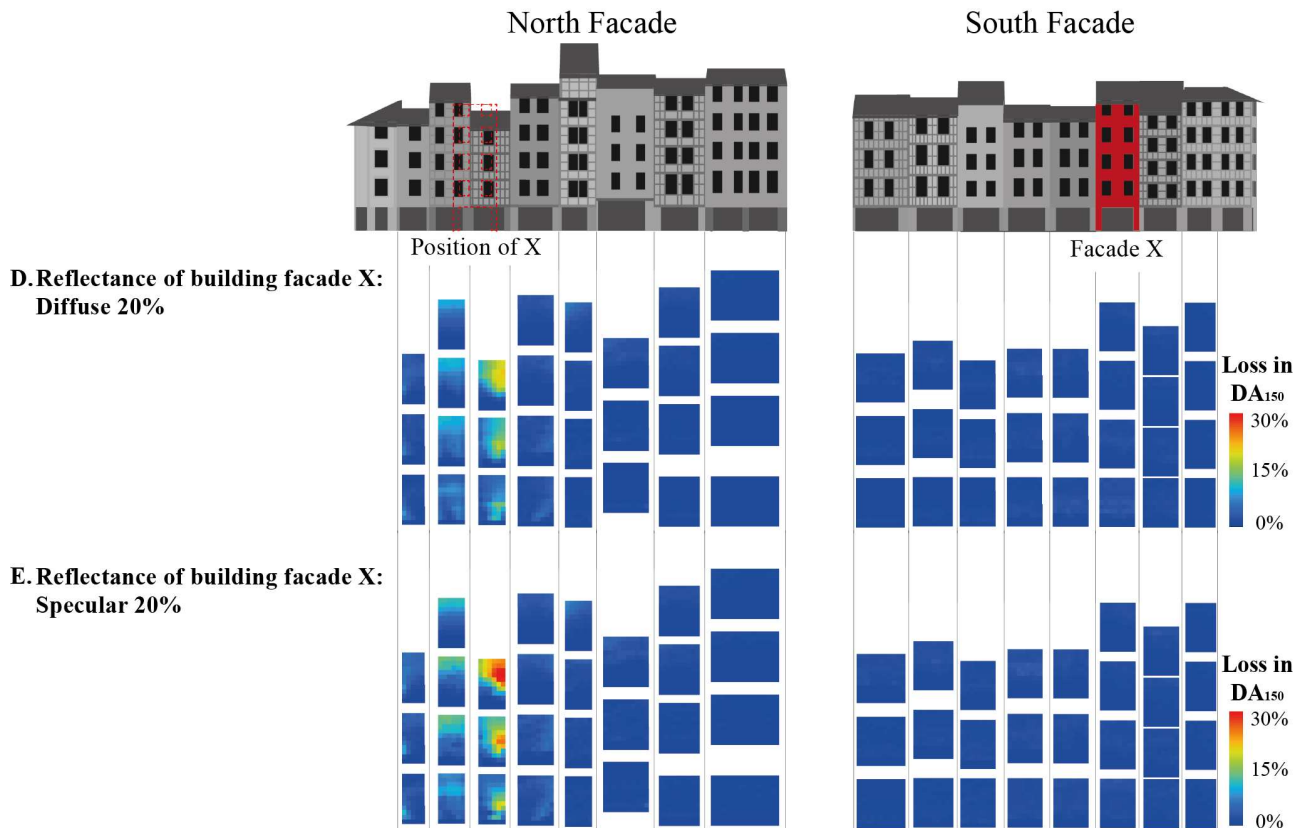 North Facade
South Facade
Position of X
Facade X
D. Reflectance of building facade X:
Diffuse 20%
Loss in
DA150
30%
15%
0%
E. Reflectance of building facade X:
Specular 20%
Loss in
DA150
30%
15%
0%